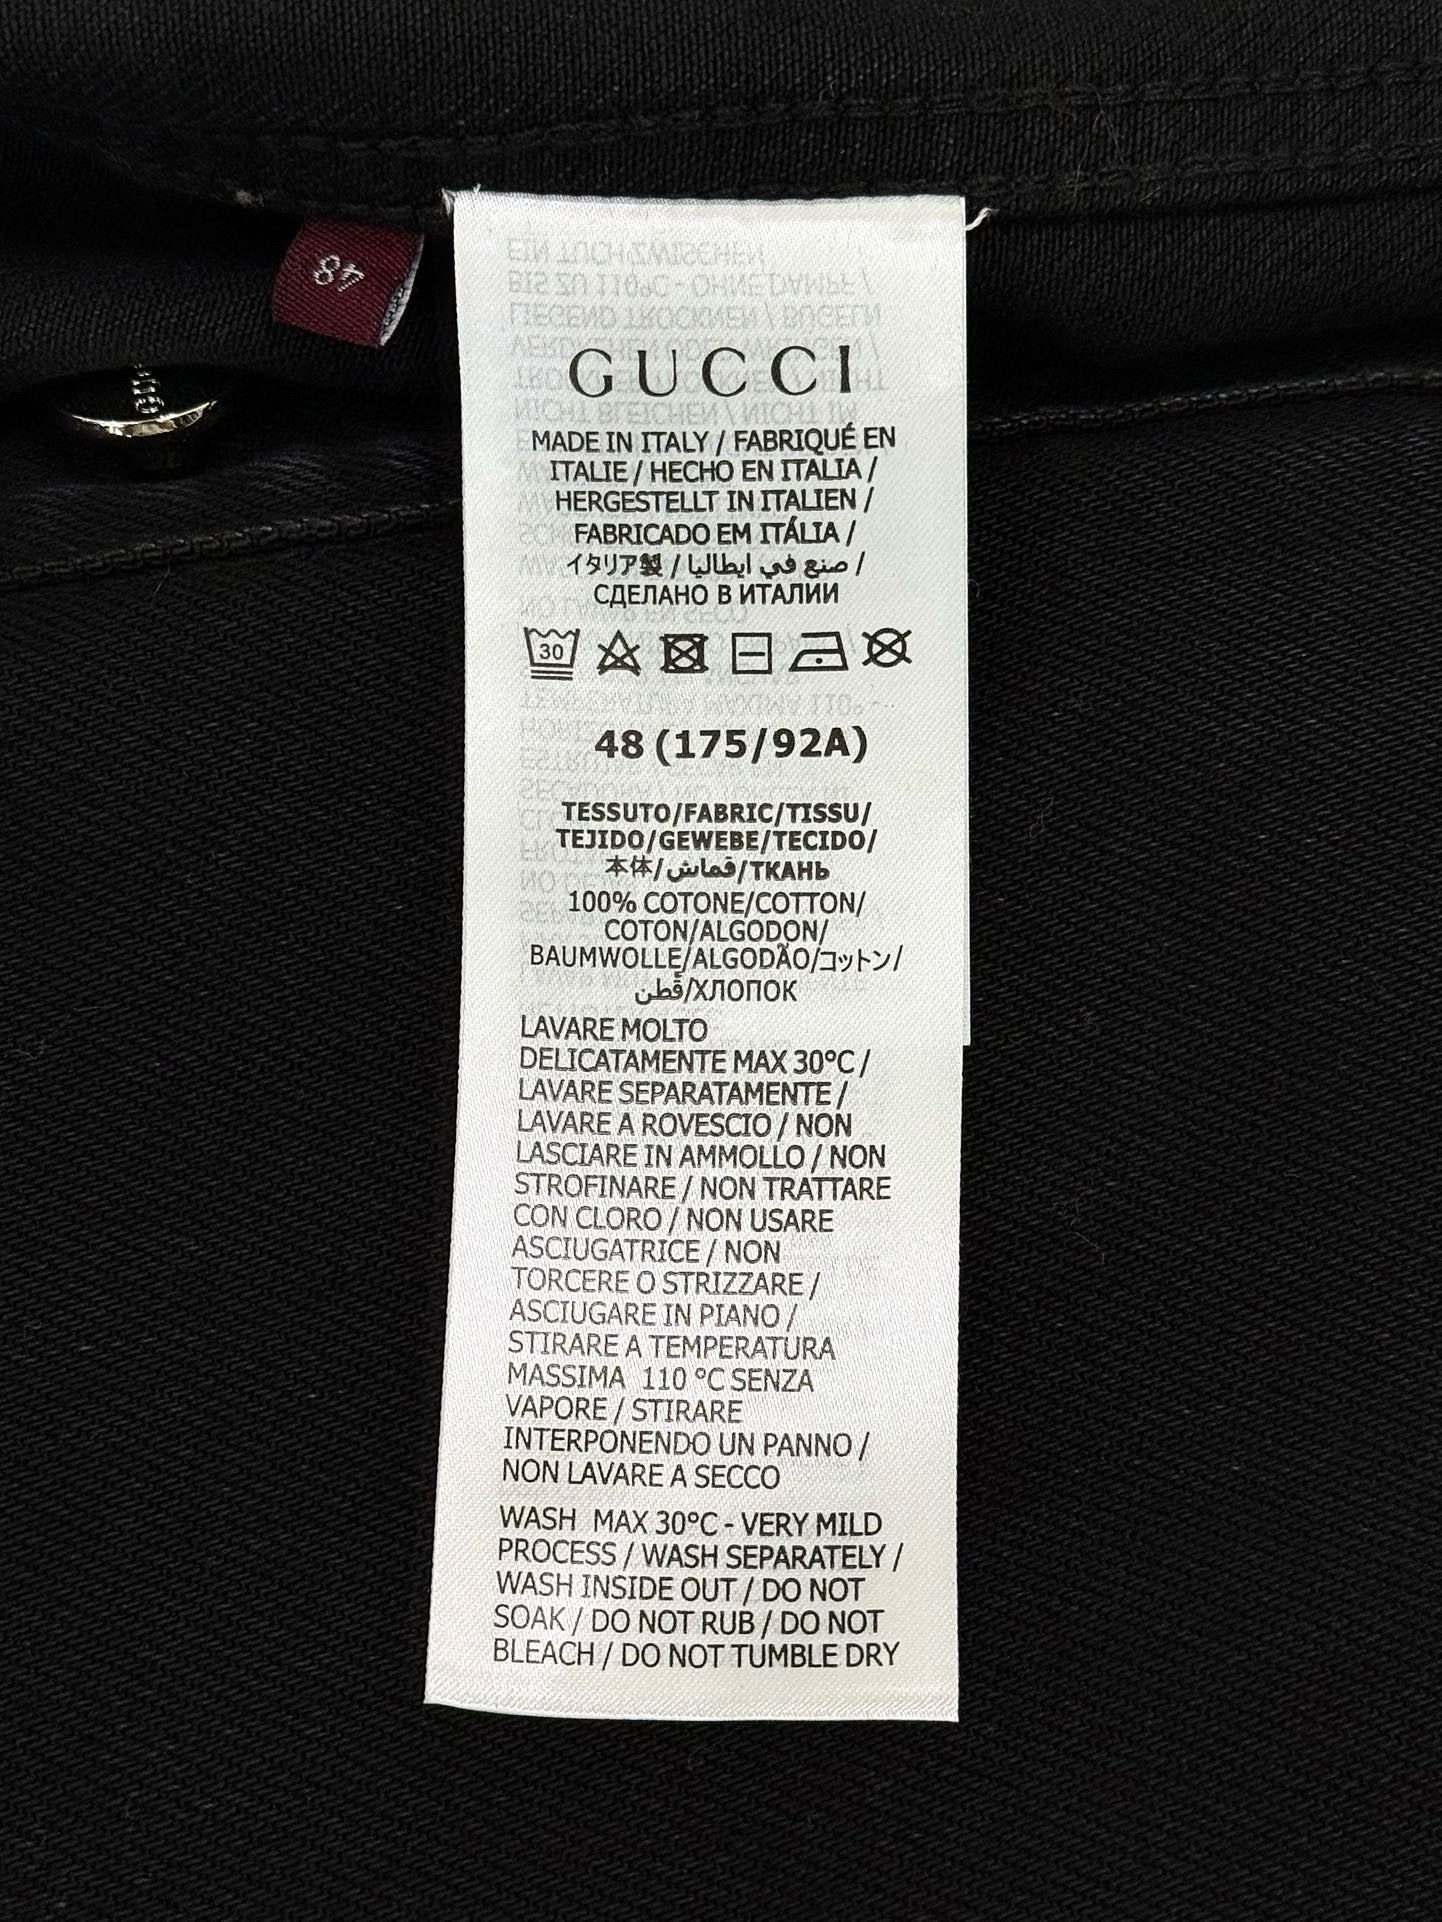 48
GUCCI
MADE IN ITALY / FABRIQUÉ EN
ITALIE / HECHO EN ITALIA /
HERGESTELLT IN ITALIEN /
FABRICADO EM ITÁLIA /
イタリア製 / صنع في ايطاليا /
СДЕЛАНО В ИТАЛИИ
30
48 (175/92A)
TESSUTO/FABRIC/TISSU/
TEJIDO/GEWEBE/TECIDO/
本体/قماش/ТКАНЬ
100% COTONE/COTTON/
COTON/ALGODON/
BAUMWOLLE/ALGODÃO/コットン/
قطن/ХЛОПОК
LAVARE MOLTO
DELICATAMENTE MAX 30°C /
LAVARE SEPARATAMENTE /
LAVARE A ROVESCIO / NON
LASCIARE IN AMMOLLO / NON
STROFINARE / NON TRATTARE
CON CLORO / NON USARE
ASCIUGATRICE / NON
TORCERE O STRIZZARE /
ASCIUGARE IN PIANO /
STIRARE A TEMPERATURA
MASSIMA 110 °C SENZA
VAPORE / STIRARE
INTERPONENDO UN PANNO /
NON LAVARE A SECCO
WASH MAX 30°C - VERY MILD
PROCESS / WASH SEPARATELY /
WASH INSIDE OUT / DO NOT
SOAK / DO NOT RUB / DO NOT
BLEACH / DO NOT TUMBLE DRY